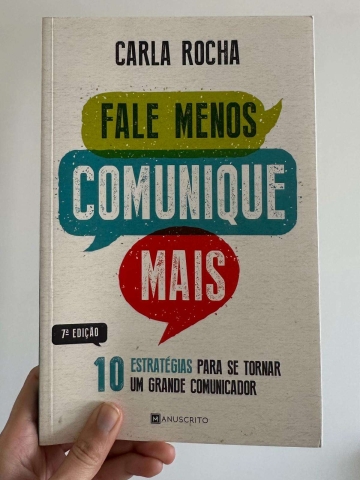 CARLA ROCHA
FALE MENOS
COMUNIQUE
MAIS
7ª EDIÇÃO
10 ESTRATÉGIAS PARA SE TORNAR
UM GRANDE COMUNICADOR
MANUSCRITO